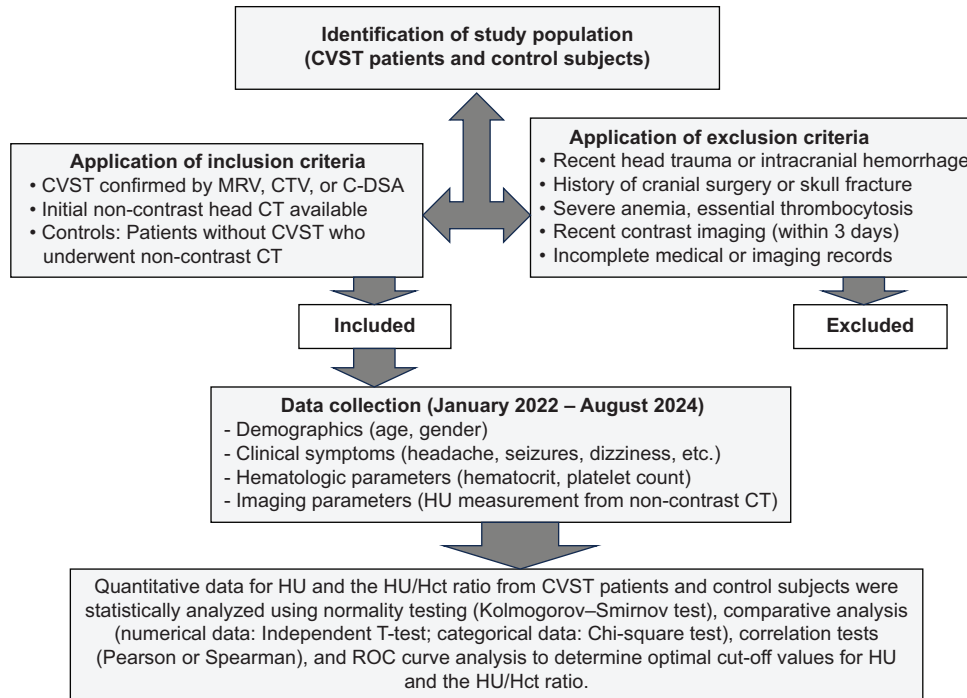 Identification of study population
(CVST patients and control subjects)
Application of inclusion criteria
• CVST confirmed by MRV, CTV, or C-DSA
• Initial non-contrast head CT available
• Controls: Patients without CVST who
underwent non-contrast CT
Application of exclusion criteria
• Recent head trauma or intracranial hemorrhage
• History of cranial surgery or skull fracture
• Severe anemia, essential thrombocytosis
• Recent contrast imaging (within 3 days)
• Incomplete medical or imaging records
Included
Excluded
Data collection (January 2022 – August 2024)
- Demographics (age, gender)
- Clinical symptoms (headache, seizures, dizziness, etc.)
- Hematologic parameters (hematocrit, platelet count)
- Imaging parameters (HU measurement from non-contrast CT)
Quantitative data for HU and the HU/Hct ratio from CVST patients and control subjects were
statistically analyzed using normality testing (Kolmogorov–Smirnov test), comparative analysis
(numerical data: Independent T-test; categorical data: Chi-square test), correlation tests
(Pearson or Spearman), and ROC curve analysis to determine optimal cut-off values for HU
and the HU/Hct ratio.